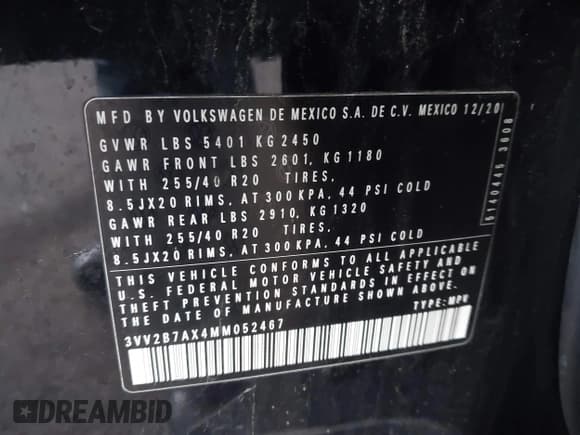 MFD BY VOLKSWAGEN DE MEXICO S.A. DE C.V. MEXICO 12/20
GVWR LBS 5401 KG 2450
GAWR FRONT LBS 2601, KG 1180
WITH 255/40 R20 TIRES,
8.5JX20 RIMS, AT 300 KPA, 44 PSI COLD
GAWR REAR LBS 2910, KG 1320
WITH 255/40 R20 TIRES,
8.5JX20 RIMS, AT 300 KPA, 44 PSI COLD
THIS VEHICLE CONFORMS TO ALL APPLICABLE
U.S. FEDERAL MOTOR VEHICLE SAFETY AND
THEFT PREVENTION STANDARDS IN EFFECT ON
THE DATE OF MANUFACTURE SHOWN ABOVE.
3VV2B7AX4MM052467 TYPE: MPV
5740445 3008
DREAMBID